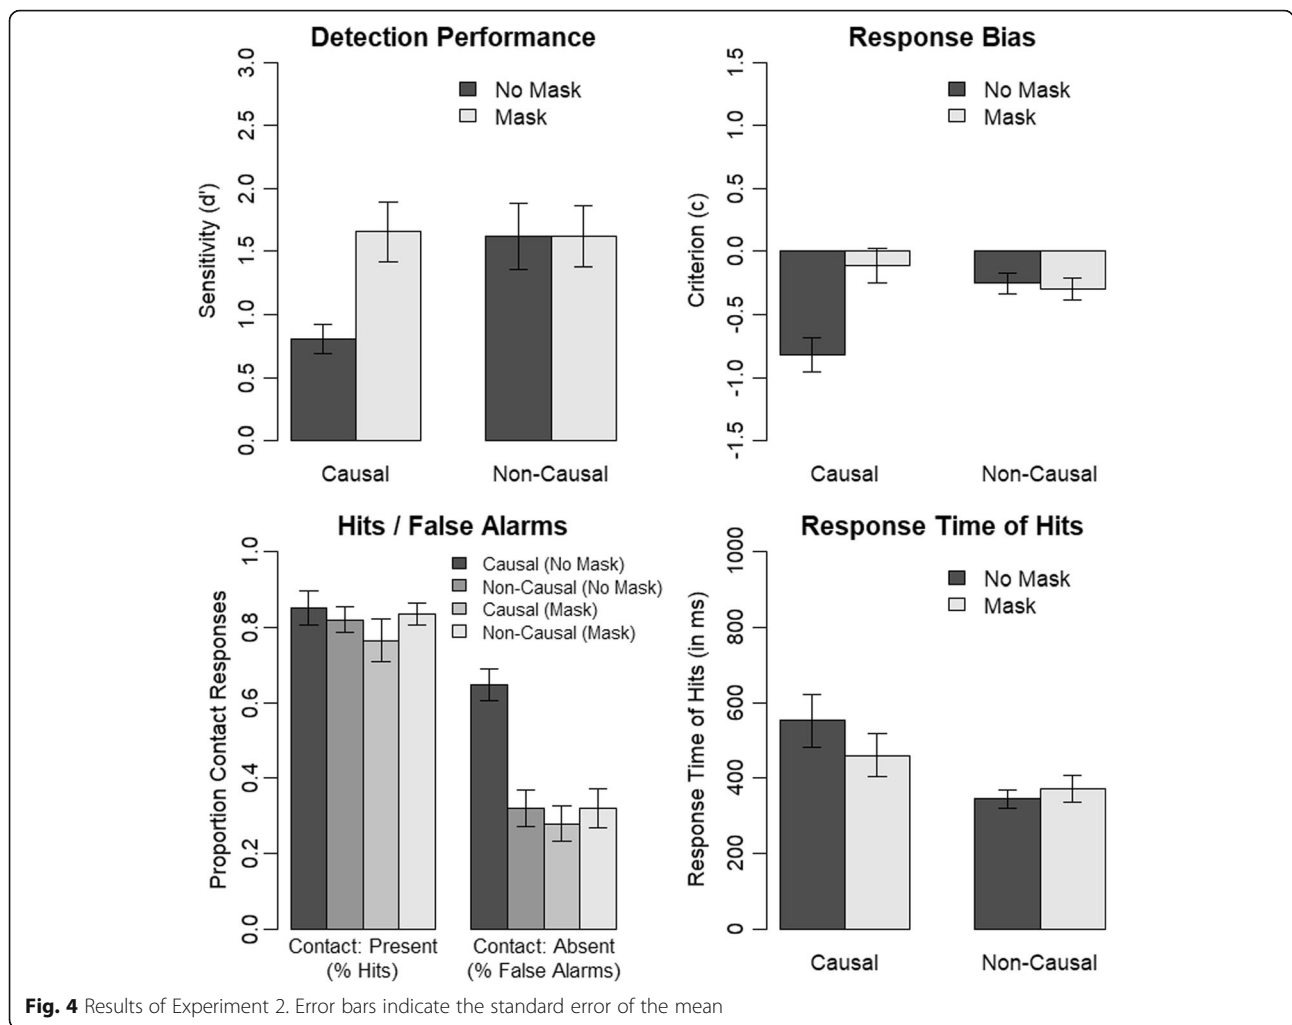 Detection Performance
Sensitivity (d')
3.0
2.5
2.0
1.5
1.0
0.5
0.0
No Mask
Mask
Causal
Non-Causal
Response Bias
Criterion (c)
1.5
1.0
0.5
0.0
-0.5
-1.0
-1.5
No Mask
Mask
Causal
Non-Causal
Hits / False Alarms
Proportion Contact Responses
1.0
0.8
0.6
0.4
0.2
0.0
Causal (No Mask)
Non-Causal (No Mask)
Causal (Mask)
Non-Causal (Mask)
Contact: Present
(% Hits)
Contact: Absent
(% False Alarms)
Response Time of Hits
Response Time of Hits (in ms)
1000
800
600
400
200
0
No Mask
Mask
Causal
Non-Causal
Fig. 4 Results of Experiment 2. Error bars indicate the standard error of the mean